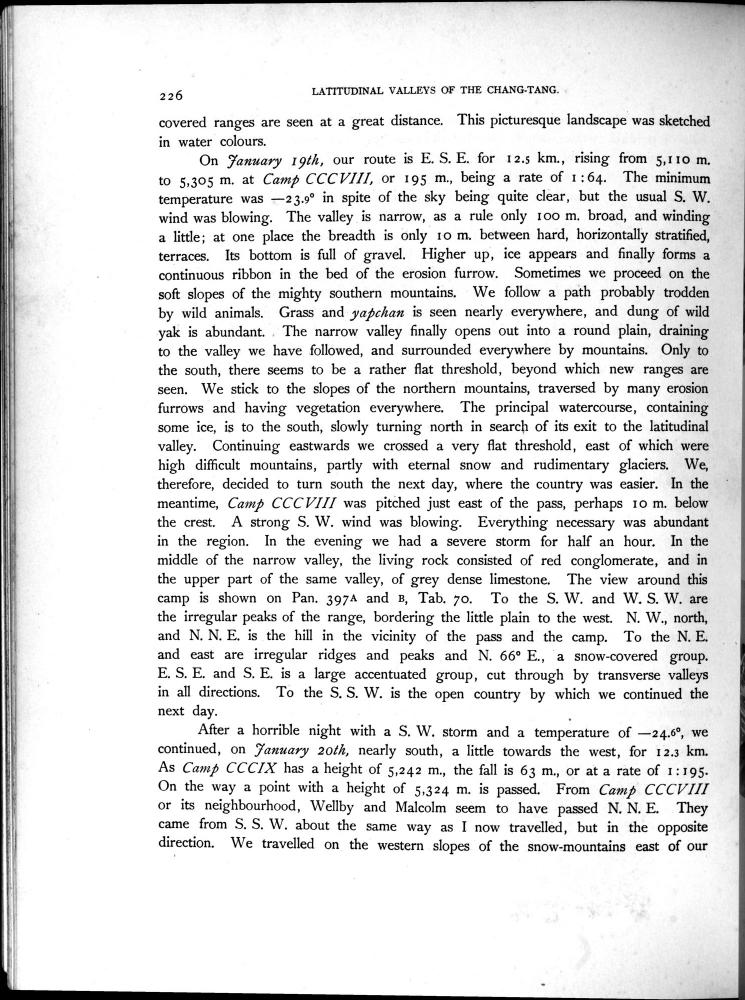 226
LATITUDINAL VALLEYS OF THE CHANG-TANG.
covered ranges are seen at a great distance. This picturesque landscape was sketched
in water colours.
On January 19th, our route is E. S. E. for 12.5 km., rising from 5,110 m.
to 5,305 m. at Camp CCCVIII, or 195 m., being a rate of 1:64. The minimum
temperature was —23.9° in spite of the sky being quite clear, but the usual S. W.
wind was blowing. The valley is narrow, as a rule only 100 m. broad, and winding
a little; at one place the breadth is only 10 m. between hard, horizontally stratified,
terraces. Its bottom is full of gravel. Higher up, ice appears and finally forms a
continuous ribbon in the bed of the erosion furrow. Sometimes we proceed on the
soft slopes of the mighty southern mountains. We follow a path probably trodden
by wild animals. Grass and yapchan is seen nearly everywhere, and dung of wild
yak is abundant. The narrow valley finally opens out into a round plain, draining
to the valley we have followed, and surrounded everywhere by mountains. Only to
the south, there seems to be a rather flat threshold, beyond which new ranges are
seen. We stick to the slopes of the northern mountains, traversed by many erosion
furrows and having vegetation everywhere. The principal watercourse, containing
some ice, is to the south, slowly turning north in search of its exit to the latitudinal
valley. Continuing eastwards we crossed a very flat threshold, east of which were
high difficult mountains, partly with eternal snow and rudimentary glaciers. We,
therefore, decided to turn south the next day, where the country was easier. In the
meantime, Camp CCCVIII was pitched just east of the pass, perhaps 10 m. below
the crest. A strong S. W. wind was blowing. Everything necessary was abundant
in the region. In the evening we had a severe storm for half an hour. In the
middle of the narrow valley, the living rock consisted of red conglomerate, and in
the upper part of the same valley, of grey dense limestone. The view around this
camp is shown on Pan. 397A and B, Tab. 70. To the S. W. and W. S. W. are
the irregular peaks of the range, bordering the little plain to the west. N. W., north,
and N. N. E. is the hill in the vicinity of the pass and the camp. To the N. E.
and east are irregular ridges and peaks and N. 66° E., a snow-covered group.
E. S. E. and S. E. is a large accentuated group, cut through by transverse valleys
in all directions. To the S. S. W. is the open country by which we continued the
next day.
After a horrible night with a S. W. storm and a temperature of —24.6°, we
continued, on January 20th, nearly south, a little towards the west, for 12.3 km.
As Camp CCCIX has a height of 5,242 m., the fall is 63 m., or at a rate of 1:195.
On the way a point with a height of 5,324 m. is passed. From Camp CCCVIII
or its neighbourhood, Wellby and Malcolm seem to have passed N. N. E. They
came from S. S. W. about the same way as I now travelled, but in the opposite
direction. We travelled on the western slopes of the snow-mountains east of our